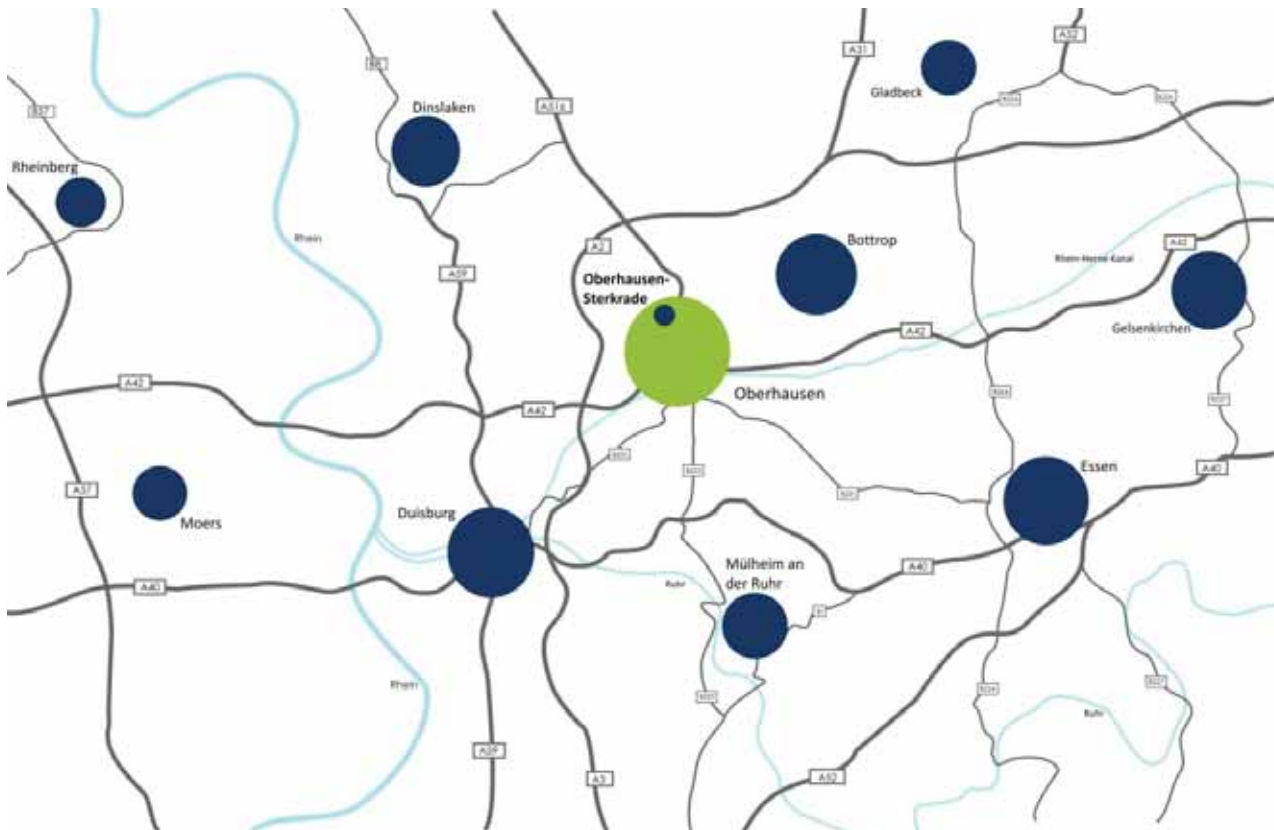 A52
A31
B8
Gladbeck
A516
Dinslaken
B57
Rheinberg
Rhein
A2
Bottrop
A42
A59
Rhein-Herne-Kanal
Oberhausen-
Sterkrade
Gelsenkirchen
A42
A42
Oberhausen
A42
Essen
A40
A57
Moers
Duisburg
Mülheim an
der Ruhr
A40
A40
Ruhr
Rhein
Ruhr
A59
A3
A52